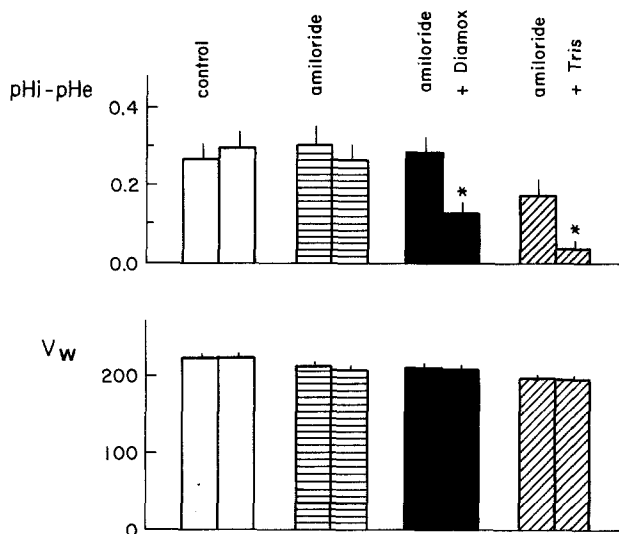 control
amiloride
amiloride
+ Diamox
amiloride
+ Tris
pHi-pHe
0.4
0.2
0.0
*
*
Vw
200
100
0